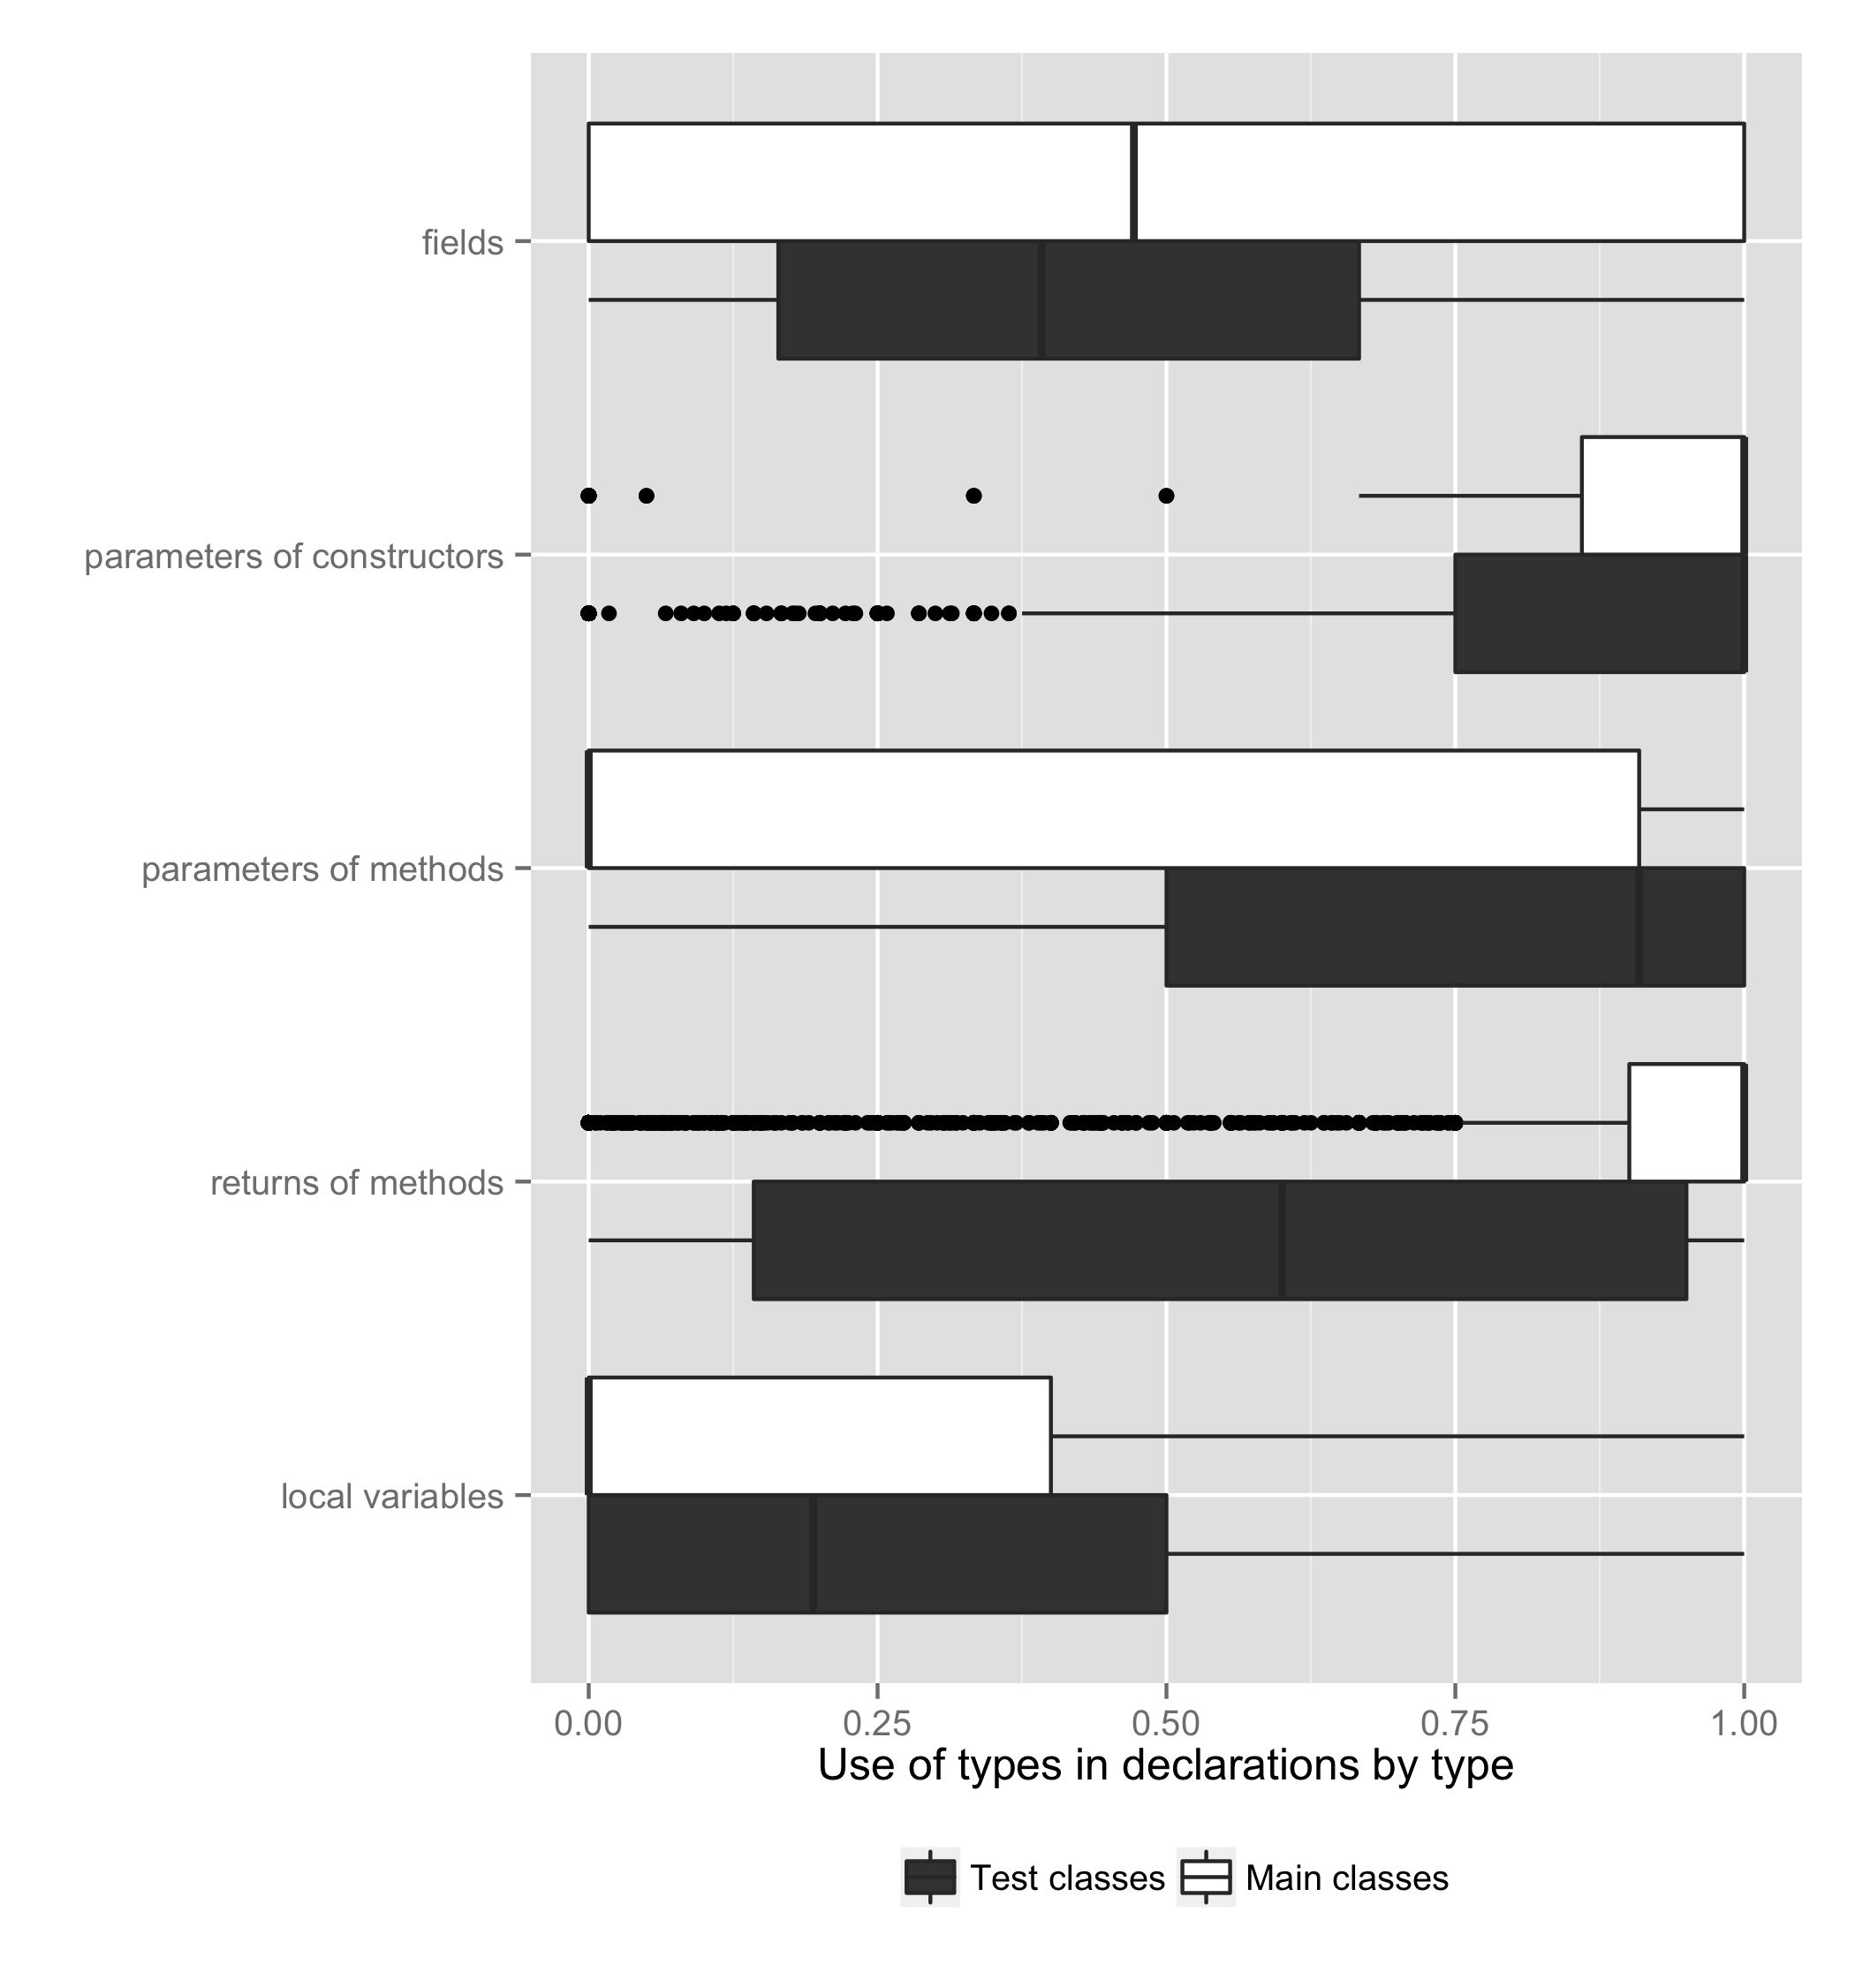 fields
parameters of constructors
parameters of methods
returns of methods
local variables
0.00 0.25 0.50 0.75 1.00
Use of types in declarations by type
Test classes Main classes